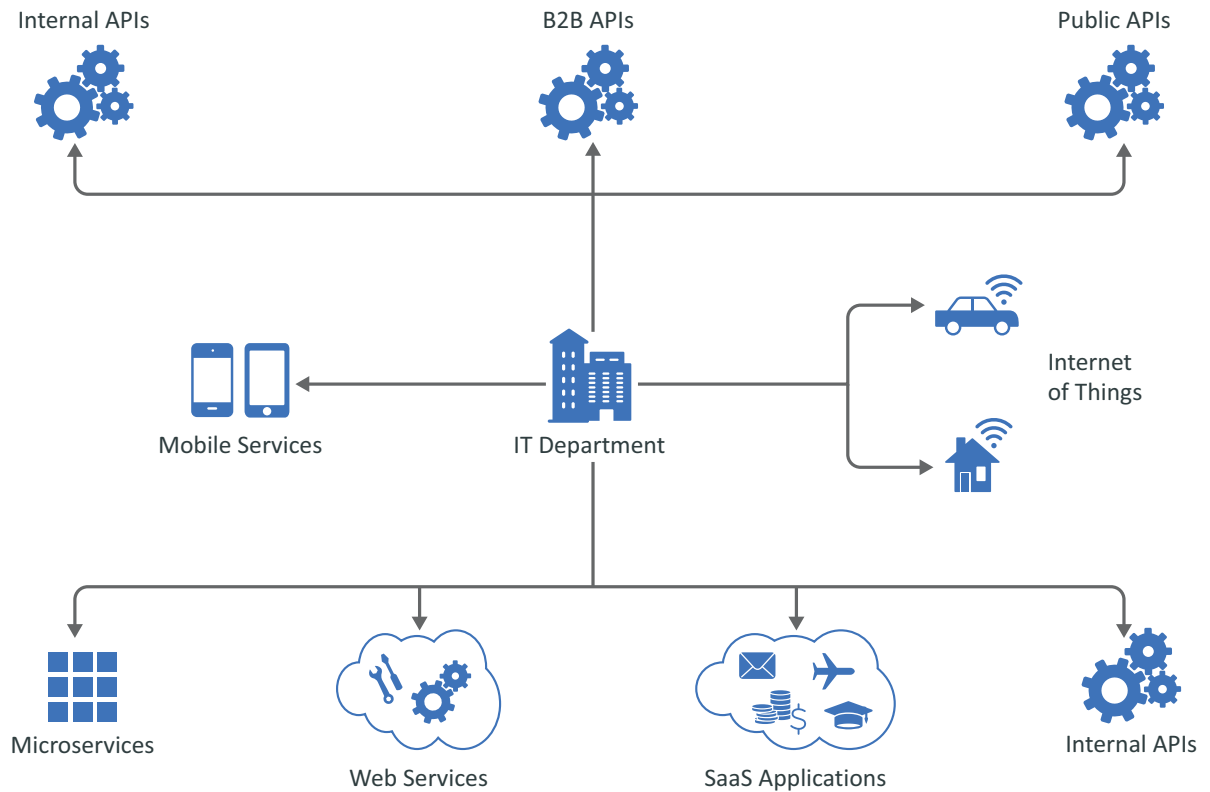 Internal APIs
B2B APIs
Public APIs
Internet
of Things
Mobile Services
IT Department
Microservices
Internal APIs
Web Services
SaaS Applications
$